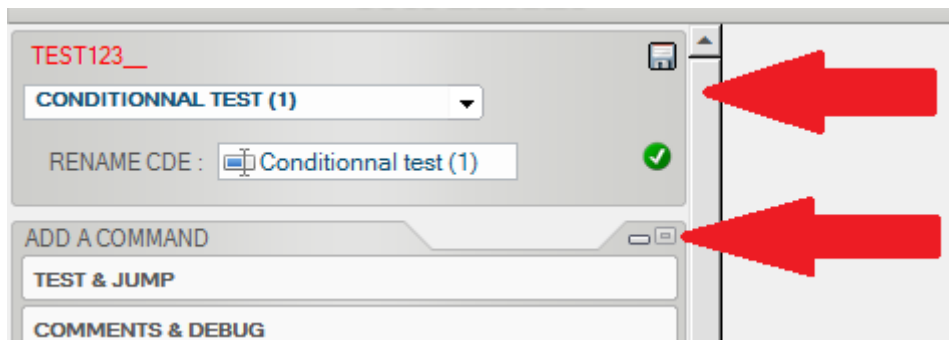 TEST123__
CONDITIONNAL TEST (1)
RENAME CDE : Conditionnal test (1)
ADD A COMMAND
TEST & JUMP
COMMENTS & DEBUG